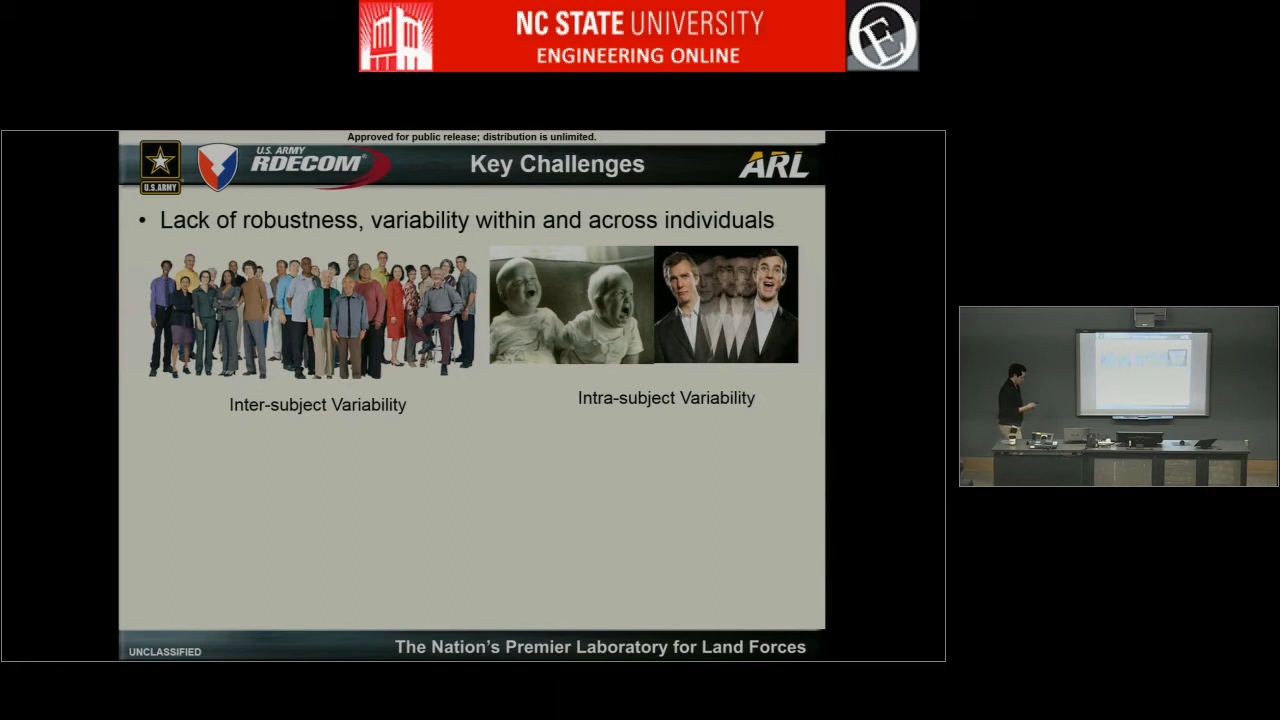 NC STATE UNIVERSITY
ENGINEERING ONLINE
E
Approved for public release; distribution is unlimited.
U.S.ARMY
U.S. ARMY
RDECOM®
Key Challenges
ARL
• Lack of robustness, variability within and across individuals
Inter-subject Variability
Intra-subject Variability
UNCLASSIFIED
The Nation's Premier Laboratory for Land Forces